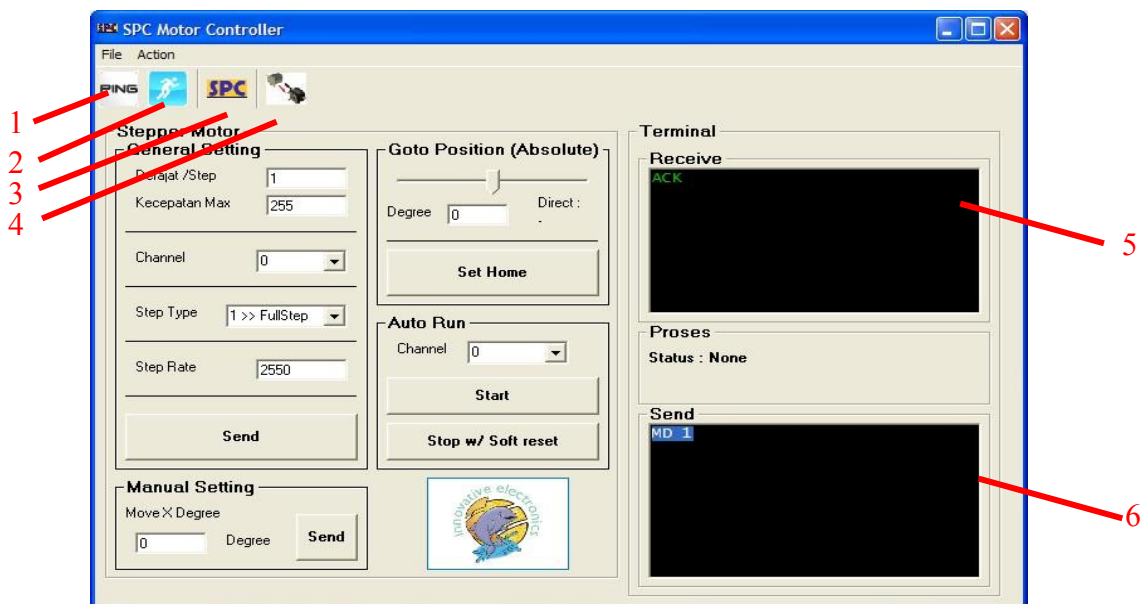 SPC SPC Motor Controller
File Action
PING SPC
1
2
3
4
Stepper Motor
General Setting
Derajat /Step 1
Kecepatan Max 255
Channel 0
Step Type 1 >> FullStep
Step Rate 2550
Send
Manual Setting
Move X Degree
0 Degree Send
Goto Position (Absolute)
Degree 0 Direct :
-
Set Home
Auto Run
Channel 0
Start
Stop w/ Soft reset
innovative electronics
Terminal
Receive
ACK
5
Proses
Status : None
Send
MD 1
6